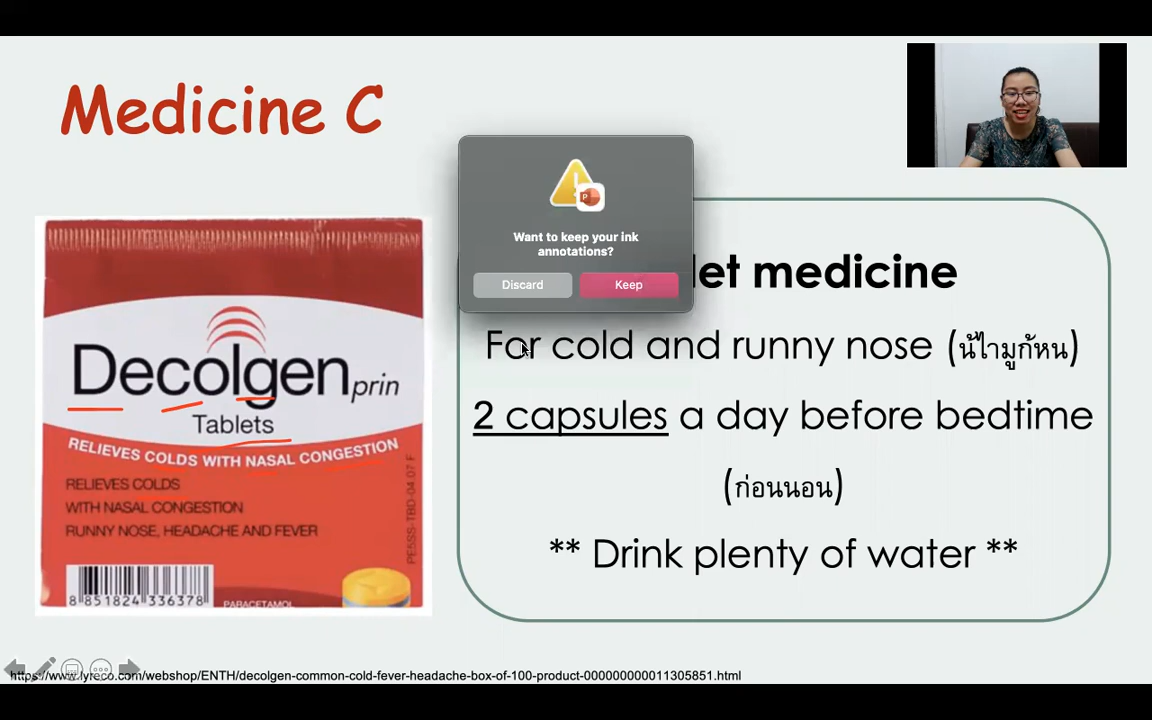 Medicine C
Want to keep your ink
annotations?
Discard
Keep
Decolgen prin
Tablets
RELIEVES COLDS WITH NASAL CONGESTION
RELIEVES COLDS
WITH NASAL CONGESTION
RUNNY NOSE, HEADACHE AND FEVER
PE5SS-TBD-04 07 F
8 851824 336378
PARACETAMOL
let medicine
For cold and runny nose (น้ำมูกไหล)
2 capsules a day before bedtime
(ก่อนนอน)
** Drink plenty of water **
https://www.lyreco.com/webshop/ENTH/decolgen-common-cold-fever-headache-box-of-100-product-000000000011305851.html